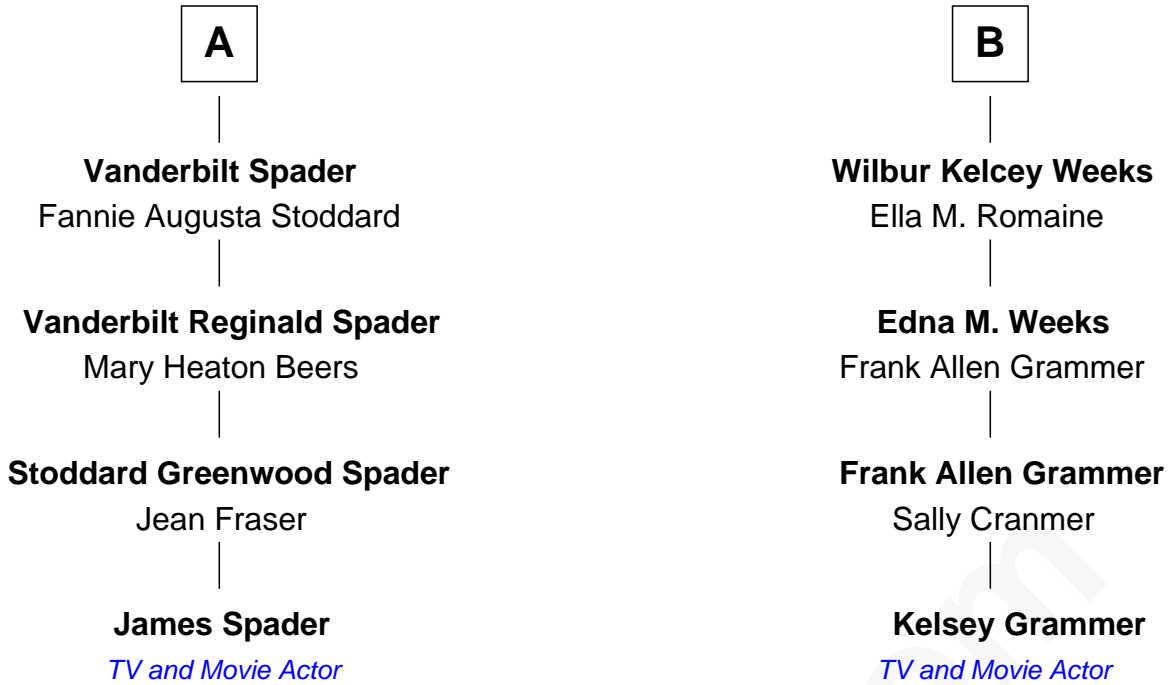 A
Vanderbilt Spader
Fannie Augusta Stoddard
Vanderbilt Reginald Spader
Mary Heaton Beers
Stoddard Greenwood Spader
Jean Fraser
James Spader
TV and Movie Actor
B
Wilbur Kelcey Weeks
Ella M. Romaine
Edna M. Weeks
Frank Allen Grammer
Frank Allen Grammer
Sally Cranmer
Kelsey Grammer
TV and Movie Actor
om